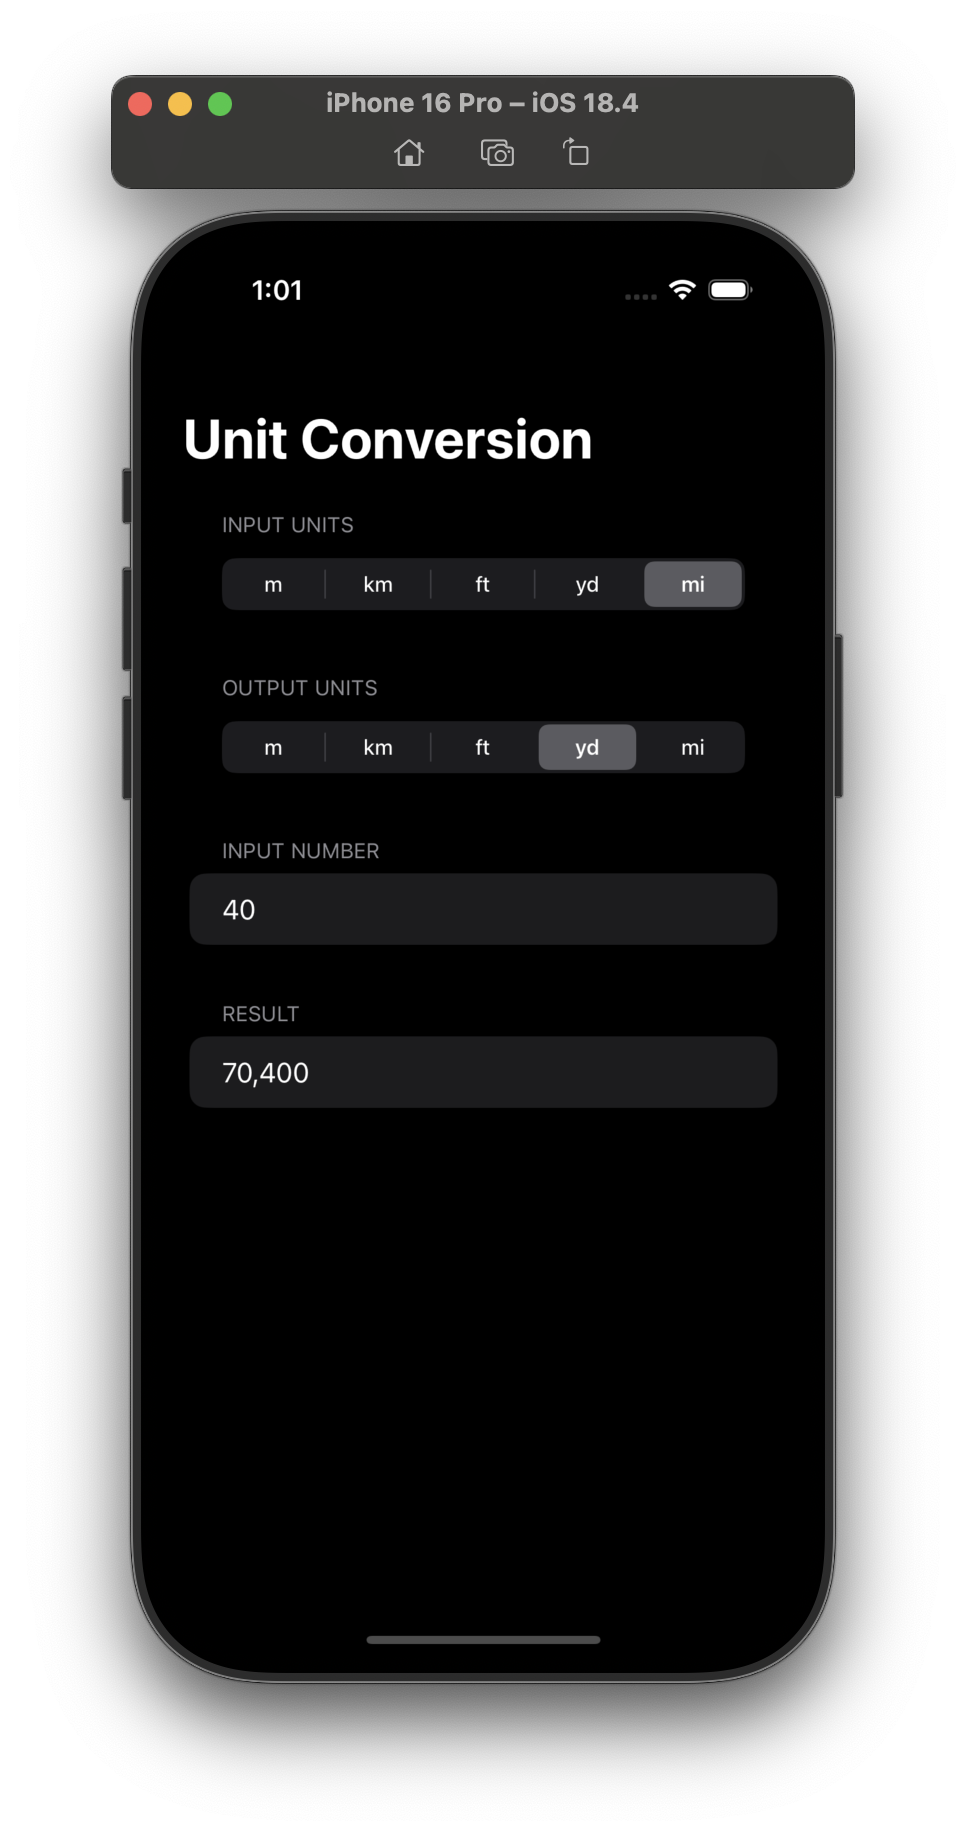 iPhone 16 Pro – iOS 18.4
1:01
Unit Conversion
INPUT UNITS
m km ft yd mi
OUTPUT UNITS
m km ft yd mi
INPUT NUMBER
40
RESULT
70,400